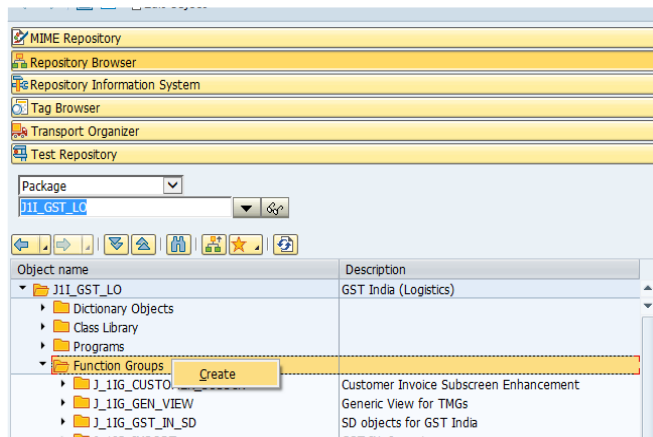 MIME Repository
Repository Browser
Repository Information System
Tag Browser
Transport Organizer
Test Repository
Package
J1I_GST_LO
Object name Description
J1I_GST_LO GST India (Logistics)
Dictionary Objects
Class Library
Programs
Function Groups
Create
Customer Invoice Subscreen Enhancement
J_1IG_GEN_VIEW Generic View for TMGs
J_1IG_GST_IN_SD SD objects for GST India